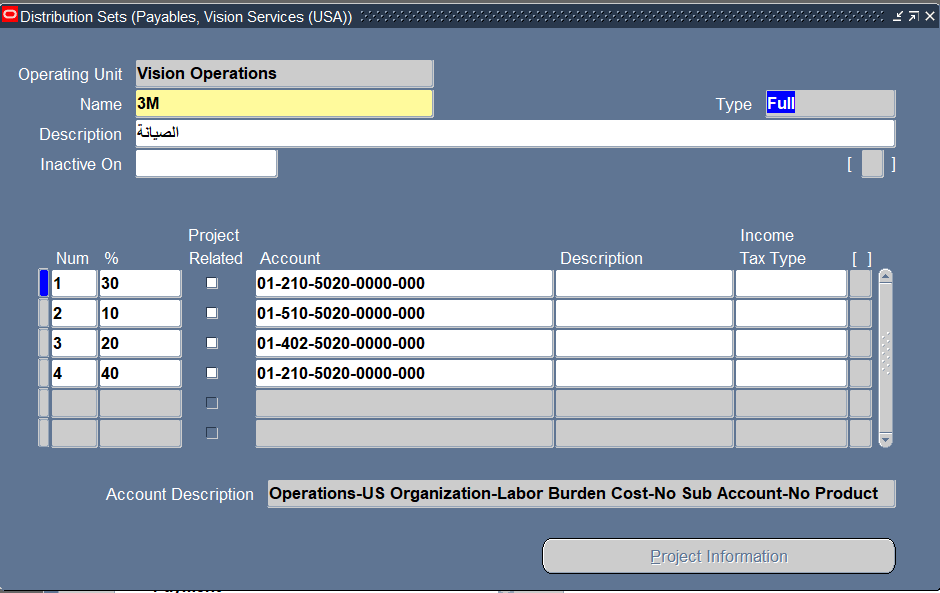 Distribution Sets (Payables, Vision Services (USA))
Operating Unit Vision Operations
Name 3M Type Full
Description الصيانة
Inactive On [ ]
Project Income
Num % Related Account Description Tax Type [ ]
1 30 01-210-5020-0000-000
2 10 01-510-5020-0000-000
3 20 01-402-5020-0000-000
4 40 01-210-5020-0000-000
Account Description Operations-US Organization-Labor Burden Cost-No Sub Account-No Product
Project Information